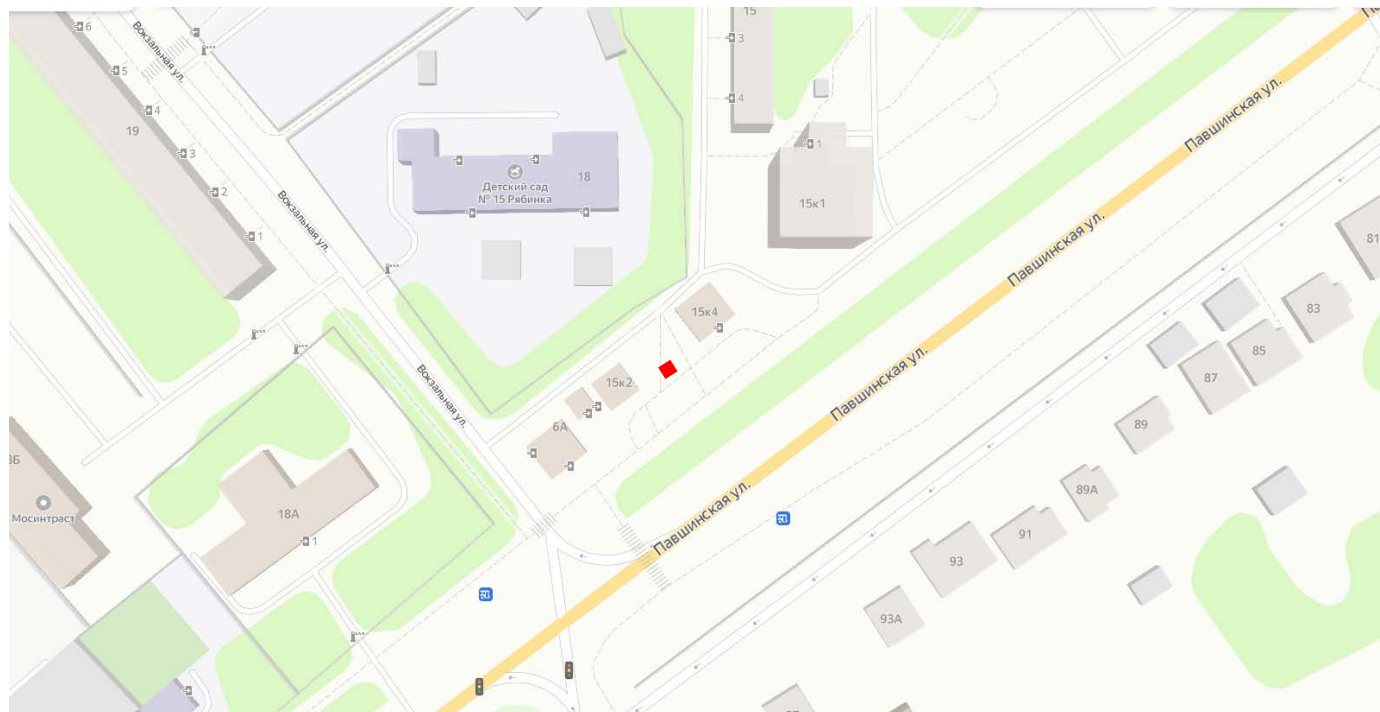 6
Вокзальная ул.
5
4
19
3
2
1
Вокзальная ул.
Вокзальная ул.
Детский сад
№ 15 Рябинка
18
15
3
4
1
15к1
Павшинская ул.
Павшинская ул.
Павшинская ул.
Павшинская ул.
15к4
15к2
6А
81
83
85
87
89
89А
91
93
93А
Мосинтраст
18А
1